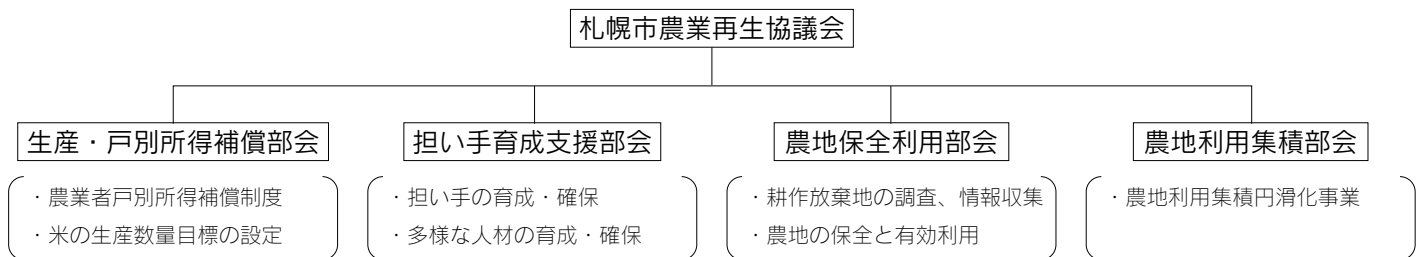 札幌市農業再生協議会
生産・戸別所得補償部会
・農業者戸別所得補償制度
・米の生産数量目標の設定
担い手育成支援部会
・担い手の育成・確保
・多様な人材の育成・確保
農地保全利用部会
・耕作放棄地の調査、情報収集
・農地の保全と有効利用
農地利用集積部会
・農地利用集積円滑化事業